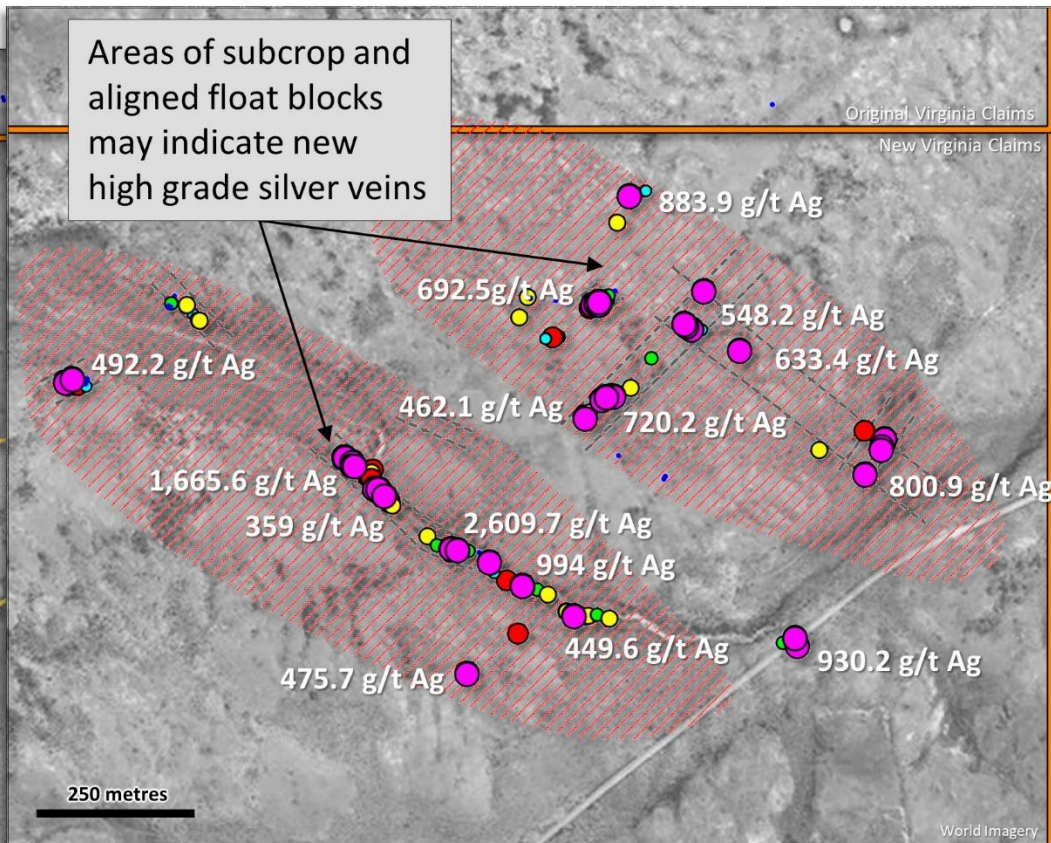 Areas of subcrop and
aligned float blocks
may indicate new
high grade silver veins
Original Virginia Claims
New Virginia Claims
883.9 g/t Ag
692.5g/t Ag
548.2 g/t Ag
633.4 g/t Ag
492.2 g/t Ag
462.1 g/t Ag
720.2 g/t Ag
1,665.6 g/t Ag
800.9 g/t Ag
359 g/t Ag
2,609.7 g/t Ag
994 g/t Ag
449.6 g/t Ag
930.2 g/t Ag
475.7 g/t Ag
250 metres
World Imagery